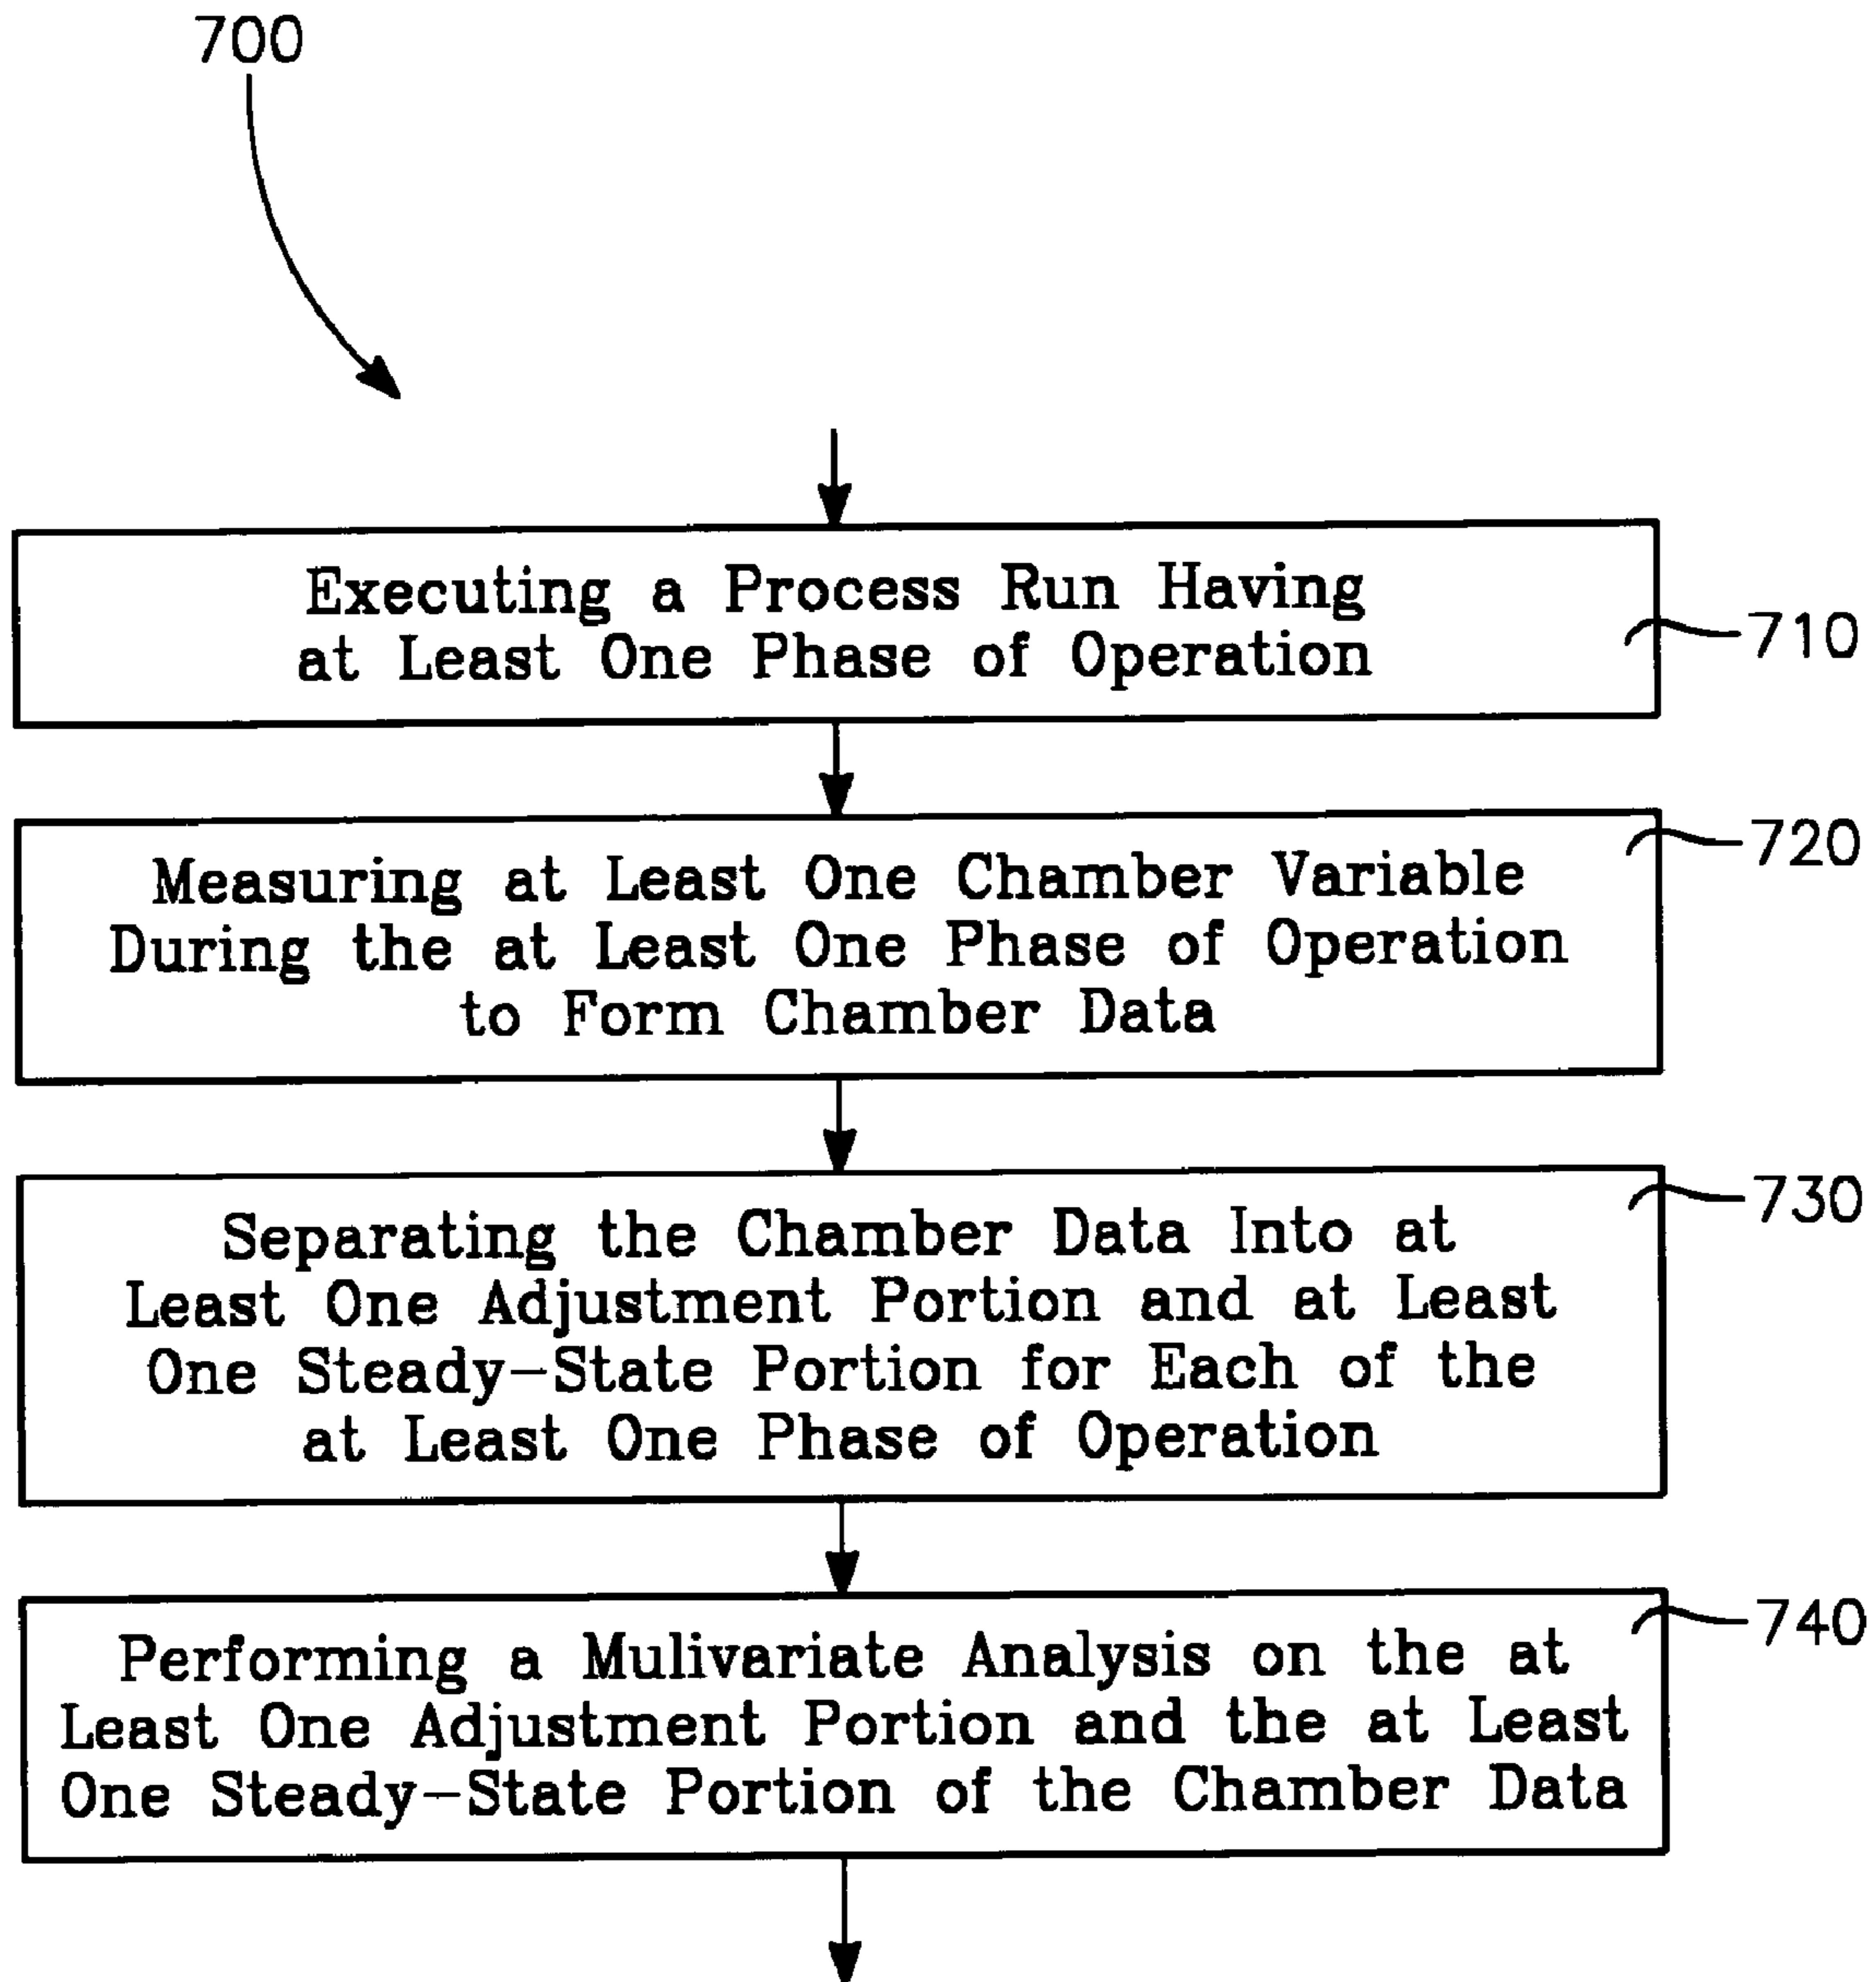 700
Executing a Process Run Having
at Least One Phase of Operation
710
Measuring at Least One Chamber Variable
During the at Least One Phase of Operation
to Form Chamber Data
720
Separating the Chamber Data Into at
Least One Adjustment Portion and at Least
One Steady-State Portion for Each of the
at Least One Phase of Operation
730
Performing a Mulivariate Analysis on the at
Least One Adjustment Portion and the at Least
One Steady-State Portion of the Chamber Data
740